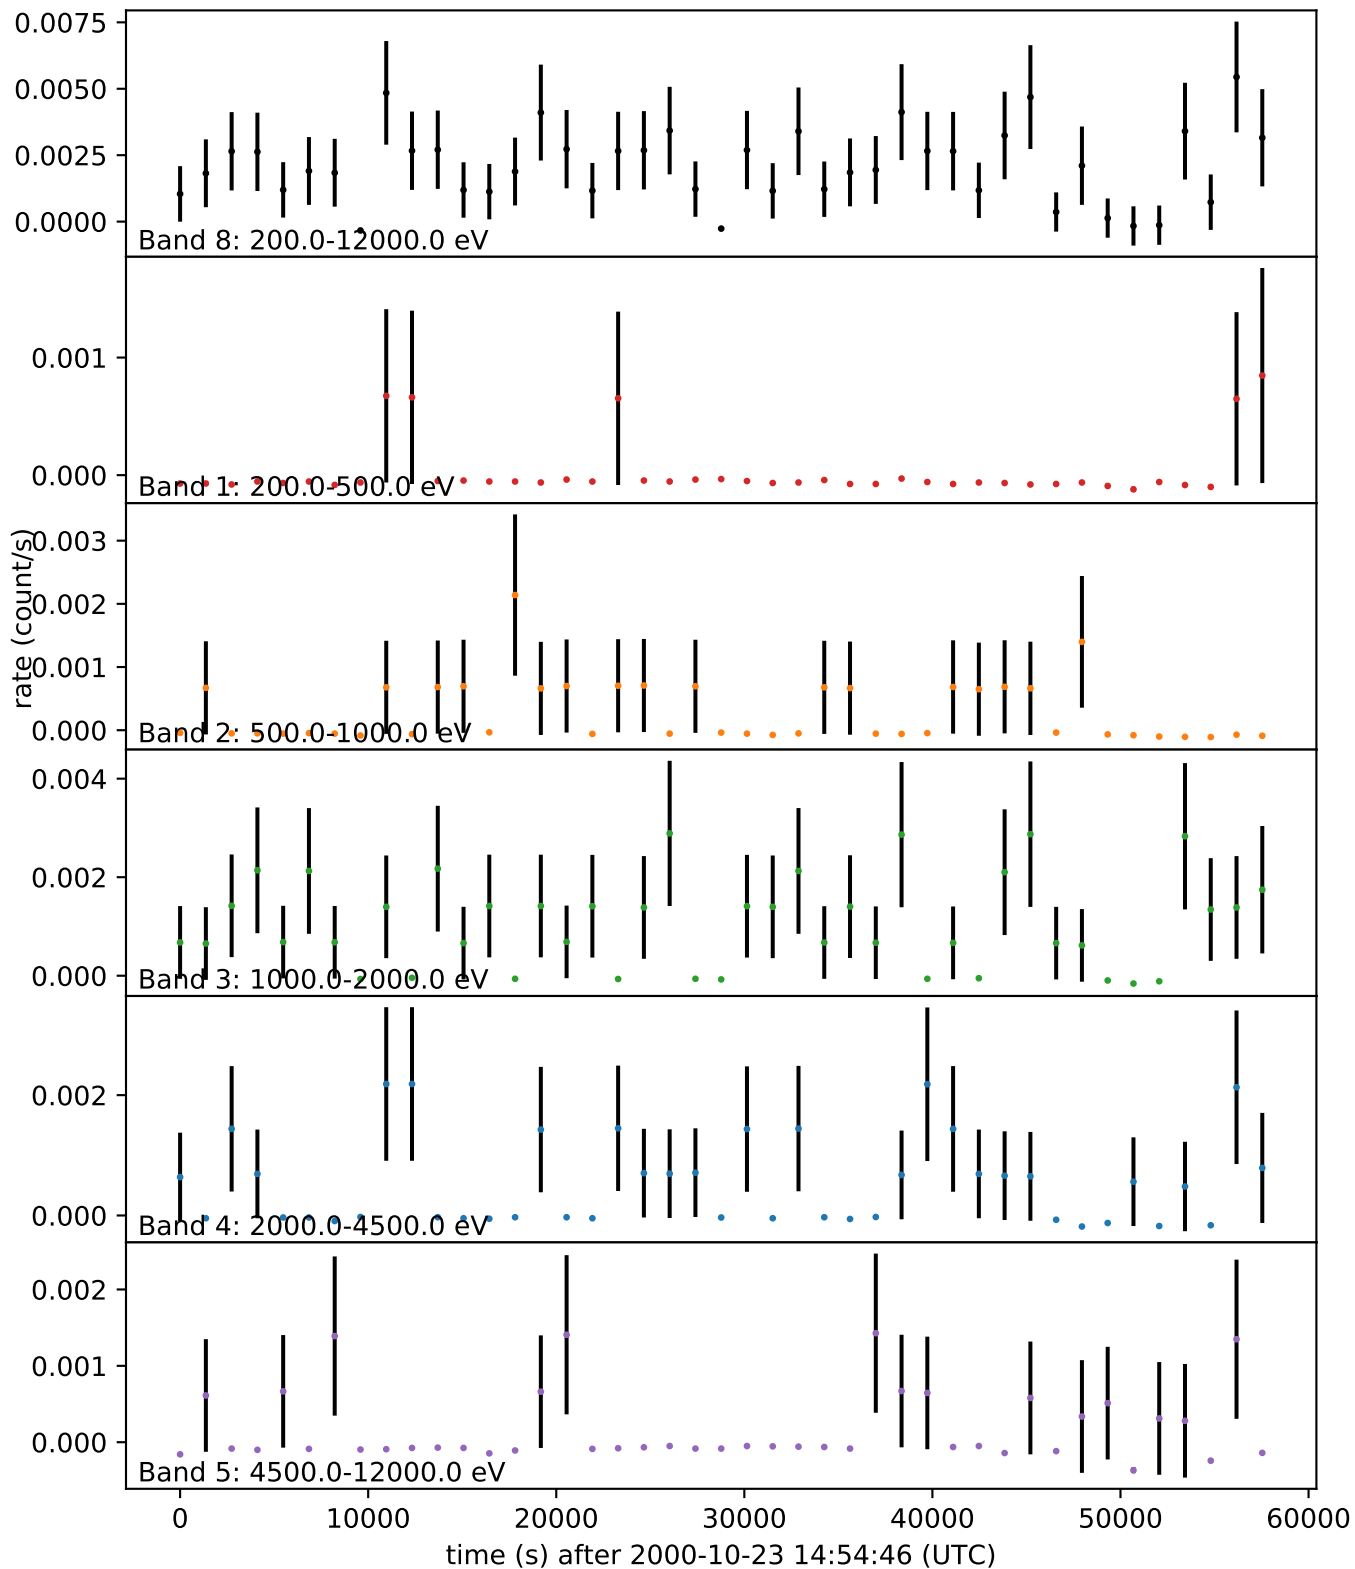 0.0075
0.0050
0.0025
0.0000
Band 8: 200.0-12000.0 eV
0.001
0.000
Band 1: 200.0-500.0 eV
rate (count/s)
0.003
0.002
0.001
0.000
Band 2: 500.0-1000.0 eV
0.004
0.002
0.000
Band 3: 1000.0-2000.0 eV
0.002
0.000
Band 4: 2000.0-4500.0 eV
0.002
0.001
0.000
Band 5: 4500.0-12000.0 eV
0 10000 20000 30000 40000 50000 60000
time (s) after 2000-10-23 14:54:46 (UTC)